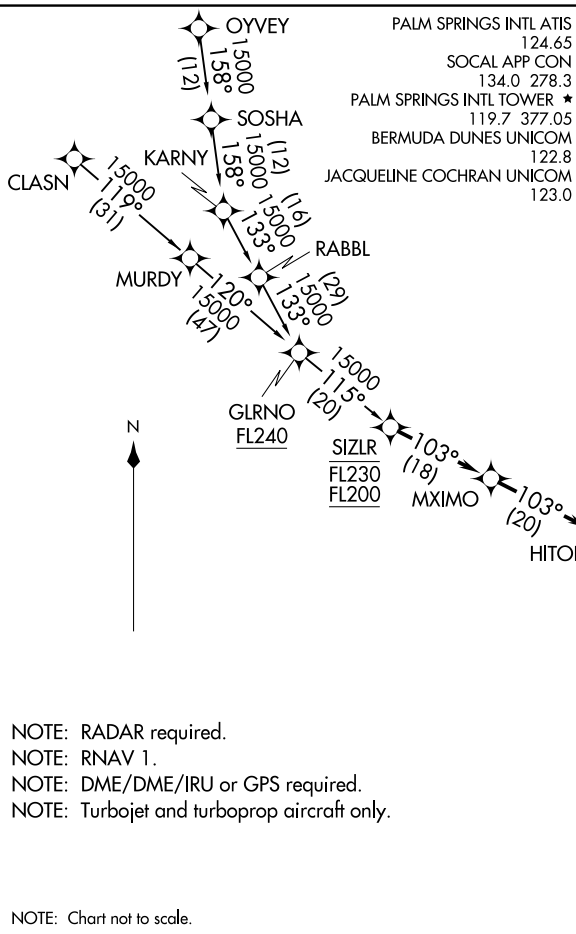 PALM SPRINGS INTL ATIS
124.65
SOCAL APP CON
134.0 278.3
PALM SPRINGS INTL TOWER ★
119.7 377.05
BERMUDA DUNES UNICOM
122.8
JACQUELINE COCHRAN UNICOM
123.0
OYVEY
15000
158°
(12)
SOSHA
15000
158°
(12)
KARNY
15000
133°
(16)
RABBL
15000
133°
(29)
CLASN
15000
119°
(31)
MURDY
120°
15000
(47)
GLRNO
FL240
15000
115°
(20)
SIZLR
FL230
FL200
103°
(18)
MXIMO
103°
(20)
N
NOTE: RADAR required.
NOTE: RNAV 1.
NOTE: DME/DME/IRU or GPS required.
NOTE: Turbojet and turboprop aircraft only.
NOTE: Chart not to scale.